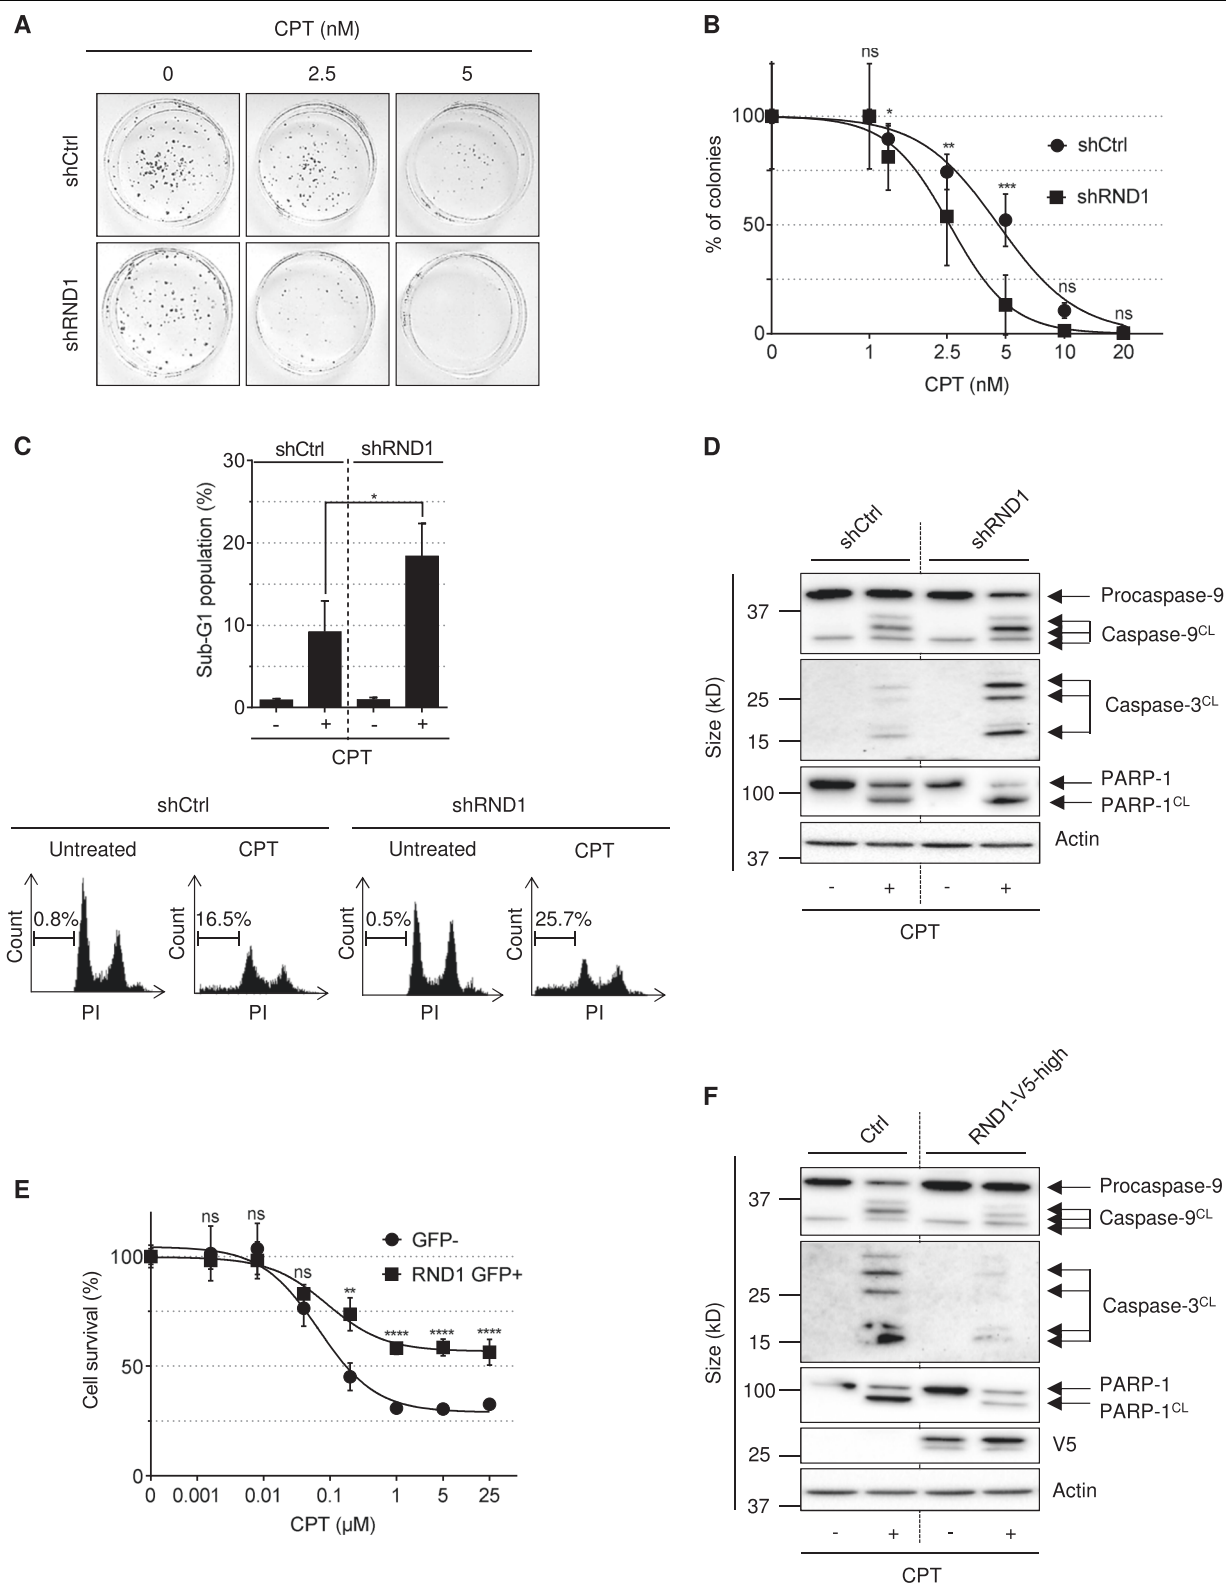 A
CPT (nM)
0 2.5 5
shCtrl
shRND1
B
ns
*
**
***
ns
ns
100
50
0
% of colonies
shCtrl
shRND1
0 1 2.5 5 10 20
CPT (nM)
C
shCtrl shRND1
*
30
20
10
0
Sub-G1 population (%)
- + - +
CPT
shCtrl shRND1
Untreated CPT Untreated CPT
0.8% 16.5% 0.5% 25.7%
Count Count Count Count
PI PI PI PI
D
shCtrl shRND1
Size (kD)
37
25
15
100
37
Procaspase-9
Caspase-9CL
Caspase-3CL
PARP-1
PARP-1CL
Actin
- + - +
CPT
E
ns ns ns ** **** **** ****
GFP-
RND1 GFP+
100
50
0
Cell survival (%)
0 0.001 0.01 0.1 1 5 25
CPT (µM)
F
Ctrl RND1-V5-high
Size (kD)
37
25
15
100
25
37
Procaspase-9
Caspase-9CL
Caspase-3CL
PARP-1
PARP-1CL
V5
Actin
- + - +
CPT